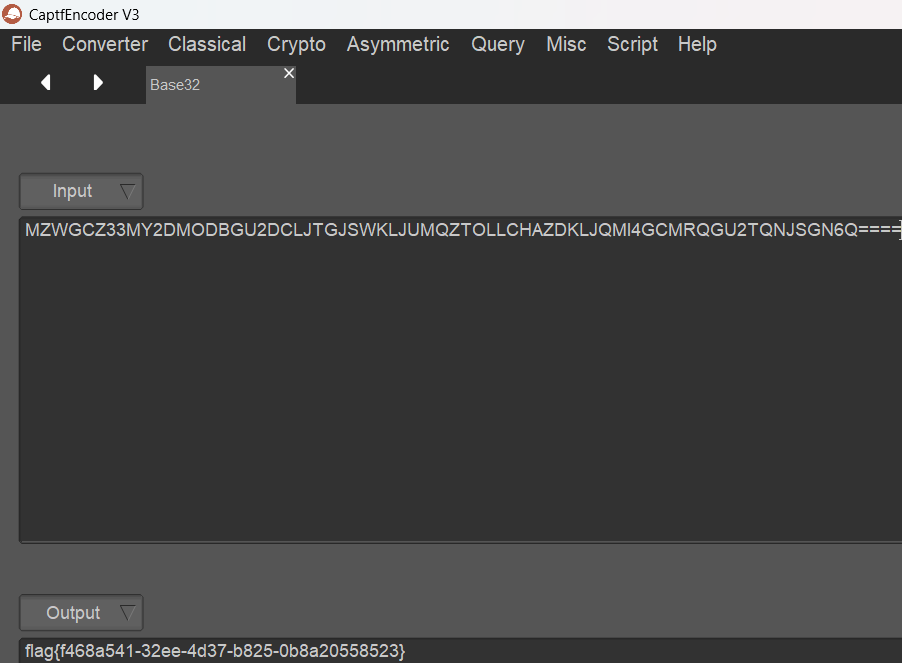 CaptfEncoder V3
File Converter Classical Crypto Asymmetric Query Misc Script Help
Base32
Input
MZWGCZ33MY2DMODBGU2DCLJTGJSWKLJUMQZTOLLCHAZDKLJQMI4GCMRQGU2TQNJSGN6Q====
Output
flag{f468a541-32ee-4d37-b825-0b8a20558523}